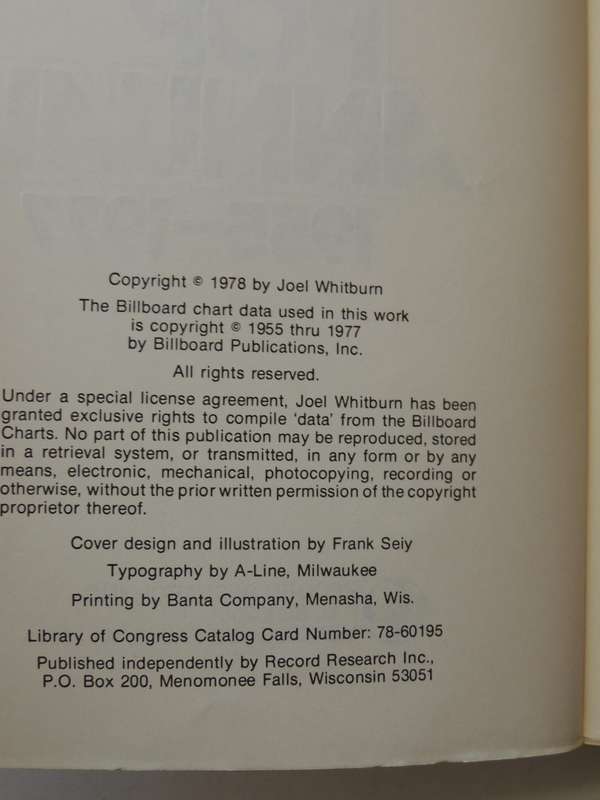 Copyright © 1978 by Joel Whitburn
The Billboard chart data used in this work
is copyright © 1955 thru 1977
by Billboard Publications, Inc.
All rights reserved.
Under a special license agreement, Joel Whitburn has been
granted exclusive rights to compile 'data' from the Billboard
Charts. No part of this publication may be reproduced, stored
in a retrieval system, or transmitted, in any form or by any
means, electronic, mechanical, photocopying, recording or
otherwise, without the prior written permission of the copyright
proprietor thereof.
Cover design and illustration by Frank Seiy
Typography by A-Line, Milwaukee
Printing by Banta Company, Menasha, Wis.
Library of Congress Catalog Card Number: 78-60195
Published independently by Record Research Inc.,
P.O. Box 200, Menomonee Falls, Wisconsin 53051